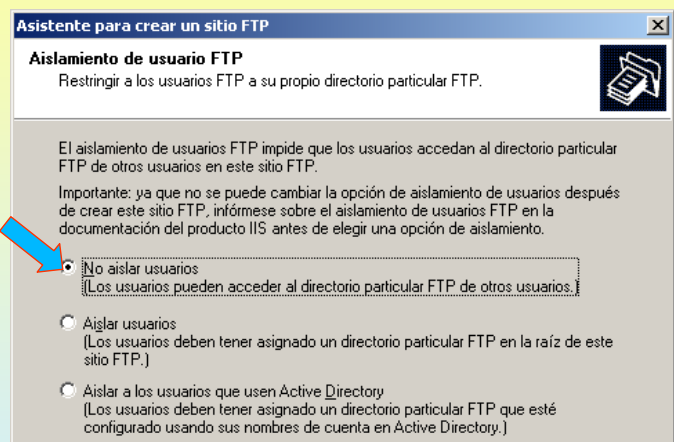 Asistente para crear un sitio FTP
Aislamiento de usuario FTP
Restringir a los usuarios FTP a su propio directorio particular FTP.
El aislamiento de usuarios FTP impide que los usuarios accedan al directorio particular
FTP de otros usuarios en este sitio FTP.
Importante: ya que no se puede cambiar la opción de aislamiento de usuarios después
de crear este sitio FTP, infórmese sobre el aislamiento de usuarios FTP en la
documentación del producto IIS antes de elegir una opción de aislamiento.
No aislar usuarios
(Los usuarios pueden acceder al directorio particular FTP de otros usuarios.)
Aislar usuarios
(Los usuarios deben tener asignado un directorio particular FTP en la raíz de este
sitio FTP.)
Aislar a los usuarios que usen Active Directory
(Los usuarios deben tener asignado un directorio particular FTP que esté
configurado usando sus nombres de cuenta en Active Directory.)